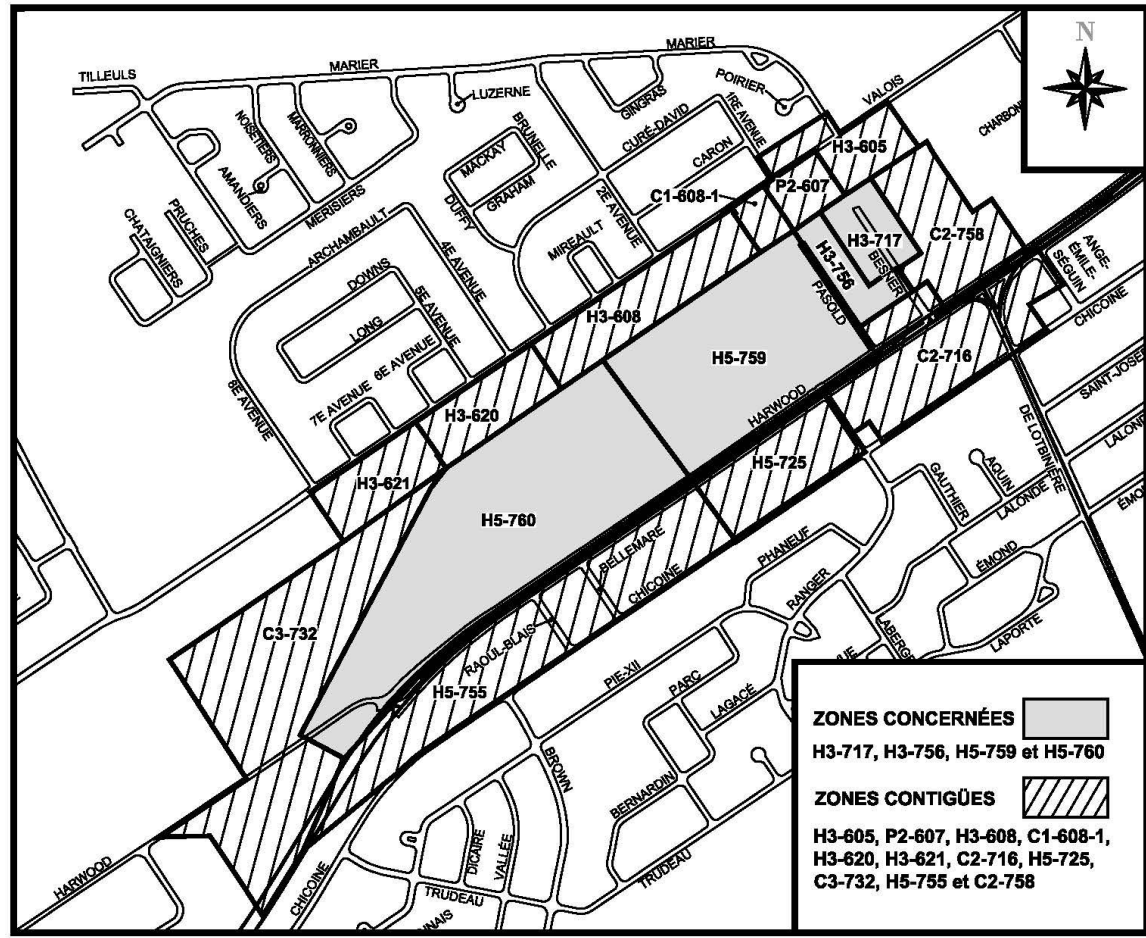 N
TILLEULS
MARIER
MARIER
LUZERNE
GINGRAS
POIRIER
VALOIS
NOISETIERS
MARRONNIERS
AMANDIERS
MERISIERS
PRUCHES
CHATAIGNIERS
MACKAY
BRUNELLE
GRAHAM
DUFFY
CURÉ-DAVID
CARON
1RE AVENUE
2E AVENUE
MIREAULT
ARCHAMBAULT
DOWNS
LONG
4E AVENUE
5E AVENUE
6E AVENUE
7E AVENUE
8E AVENUE
H3-605
P2-607
C1-608-1
H3-717
C2-758
H3-756
BESNER
PASOLD
ANGE-
ÉMILE-
SÉGUIN
CHICOINE
H3-608
H5-759
C2-716
HARWOOD
H3-620
H3-621
H5-725
H5-760
C3-732
H5-755
DE LOTBINIÈRE
LALONDE
GAUTHIER
AQUIN
LALONDE
ÉMOND
LAPORTE
PHANEUF
RANGER
BELLEMARE
CHICOINE
RAOUL-BLAIS
PIE-XII
PARC
LAGACÉ
BERNARDIN
BROWN
DICAIRE
VALLÉE
TRUDEAU
TRUDEAU
CHICOINE
HARWOOD
ZONES CONCERNÉES
H3-717, H3-756, H5-759 et H5-760
ZONES CONTIGÜES
H3-605, P2-607, H3-608, C1-608-1,
H3-620, H3-621, C2-716, H5-725,
C3-732, H5-755 et C2-758